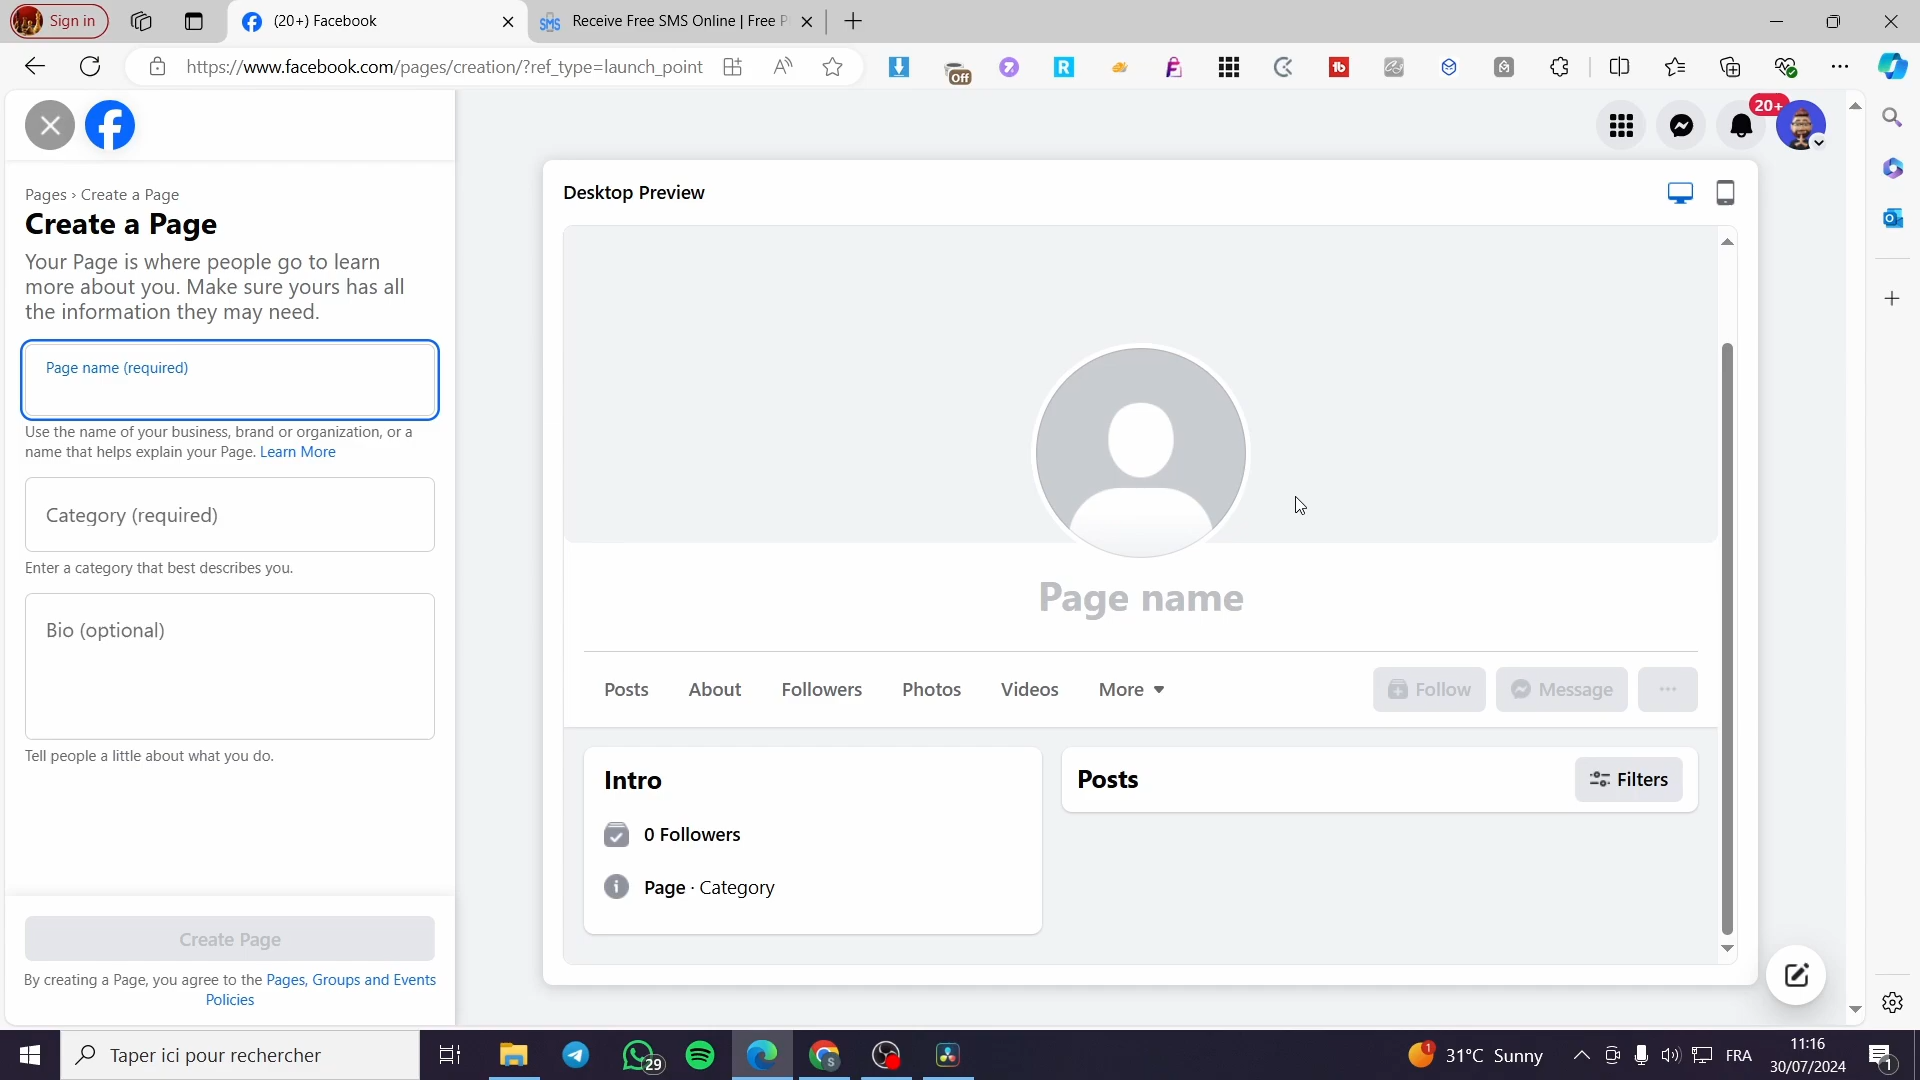 Sign in
(20+) Facebook
Receive Free SMS Online | Free P
https://www.facebook.com/pages/creation/?ref_type=launch_point
Off
20+
Pages › Create a Page
Create a Page
Your Page is where people go to learn
more about you. Make sure yours has all
the information they may need.
Page name (required)
Use the name of your business, brand or organization, or a
name that helps explain your Page. Learn More
Category (required)
Enter a category that best describes you.
Bio (optional)
Tell people a little about what you do.
Create Page
By creating a Page, you agree to the Pages, Groups and Events
Policies
Desktop Preview
Page name
Posts
About
Followers
Photos
Videos
More
Follow
Message
Intro
0 Followers
Page · Category
Posts
Filters
Taper ici pour rechercher
29
1
31°C Sunny
FRA
11:16
30/07/2024
1